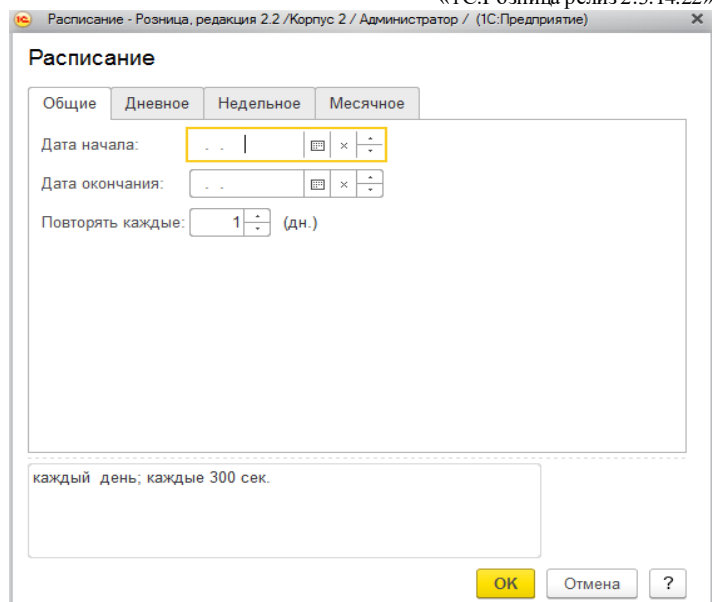 «1С:Розница релиз 2.3.14.22»
Расписание - Розница, редакция 2.2 /Корпус 2 / Администратор / (1С:Предприятие)
Расписание
Общие Дневное Недельное Месячное
Дата начала: . .
Дата окончания: . .
Повторять каждые: 1 (дн.)
каждый день; каждые 300 сек.
ОК Отмена ?